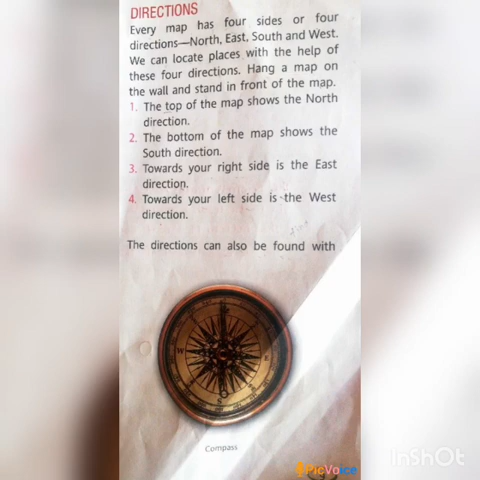 DIRECTIONS
Every map has four sides or four
directions—North, East, South and West.
We can locate places with the help of
these four directions. Hang a map on
the wall and stand in front of the map.
1. The top of the map shows the North
direction.
2. The bottom of the map shows the
South direction.
3. Towards your right side is the East
direction.
4. Towards your left side is the West
direction.
The directions can also be found with
W
E
S
Compass
PicVoice
InShOt